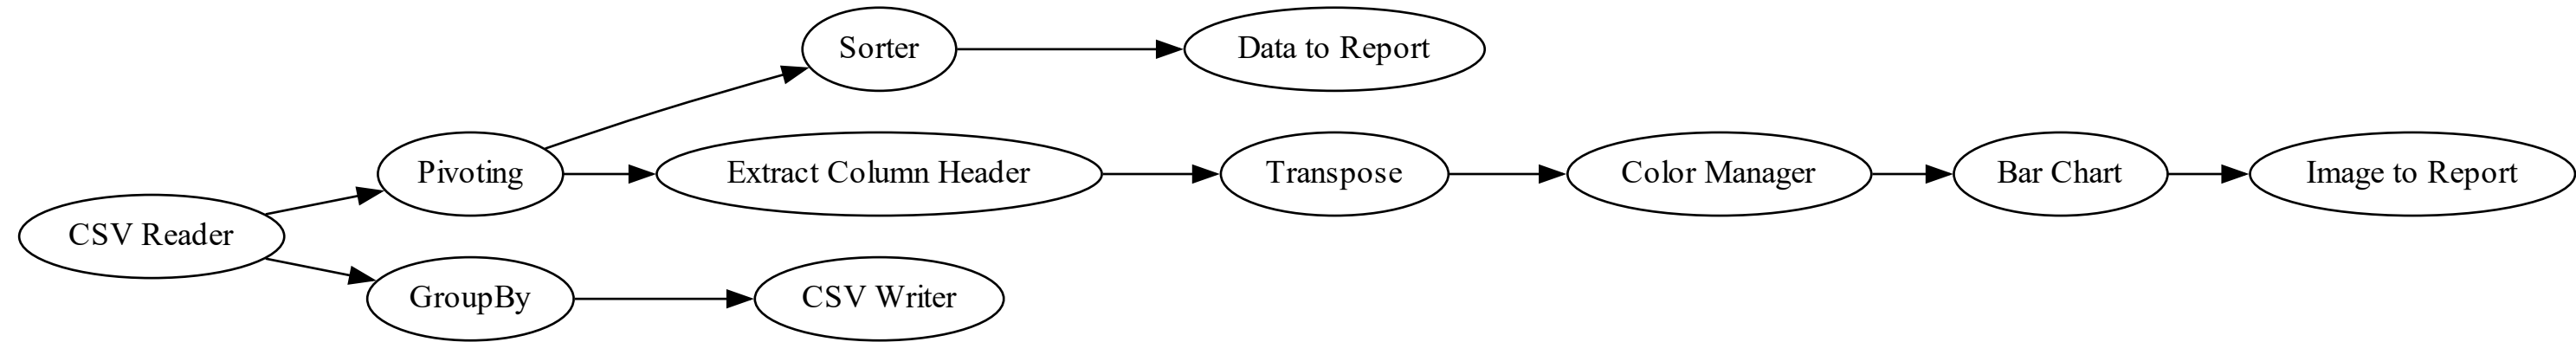 Sorter
Data to Report
Pivoting
Extract Column Header
Transpose
Color Manager
Bar Chart
Image to Report
CSV Reader
GroupBy
CSV Writer